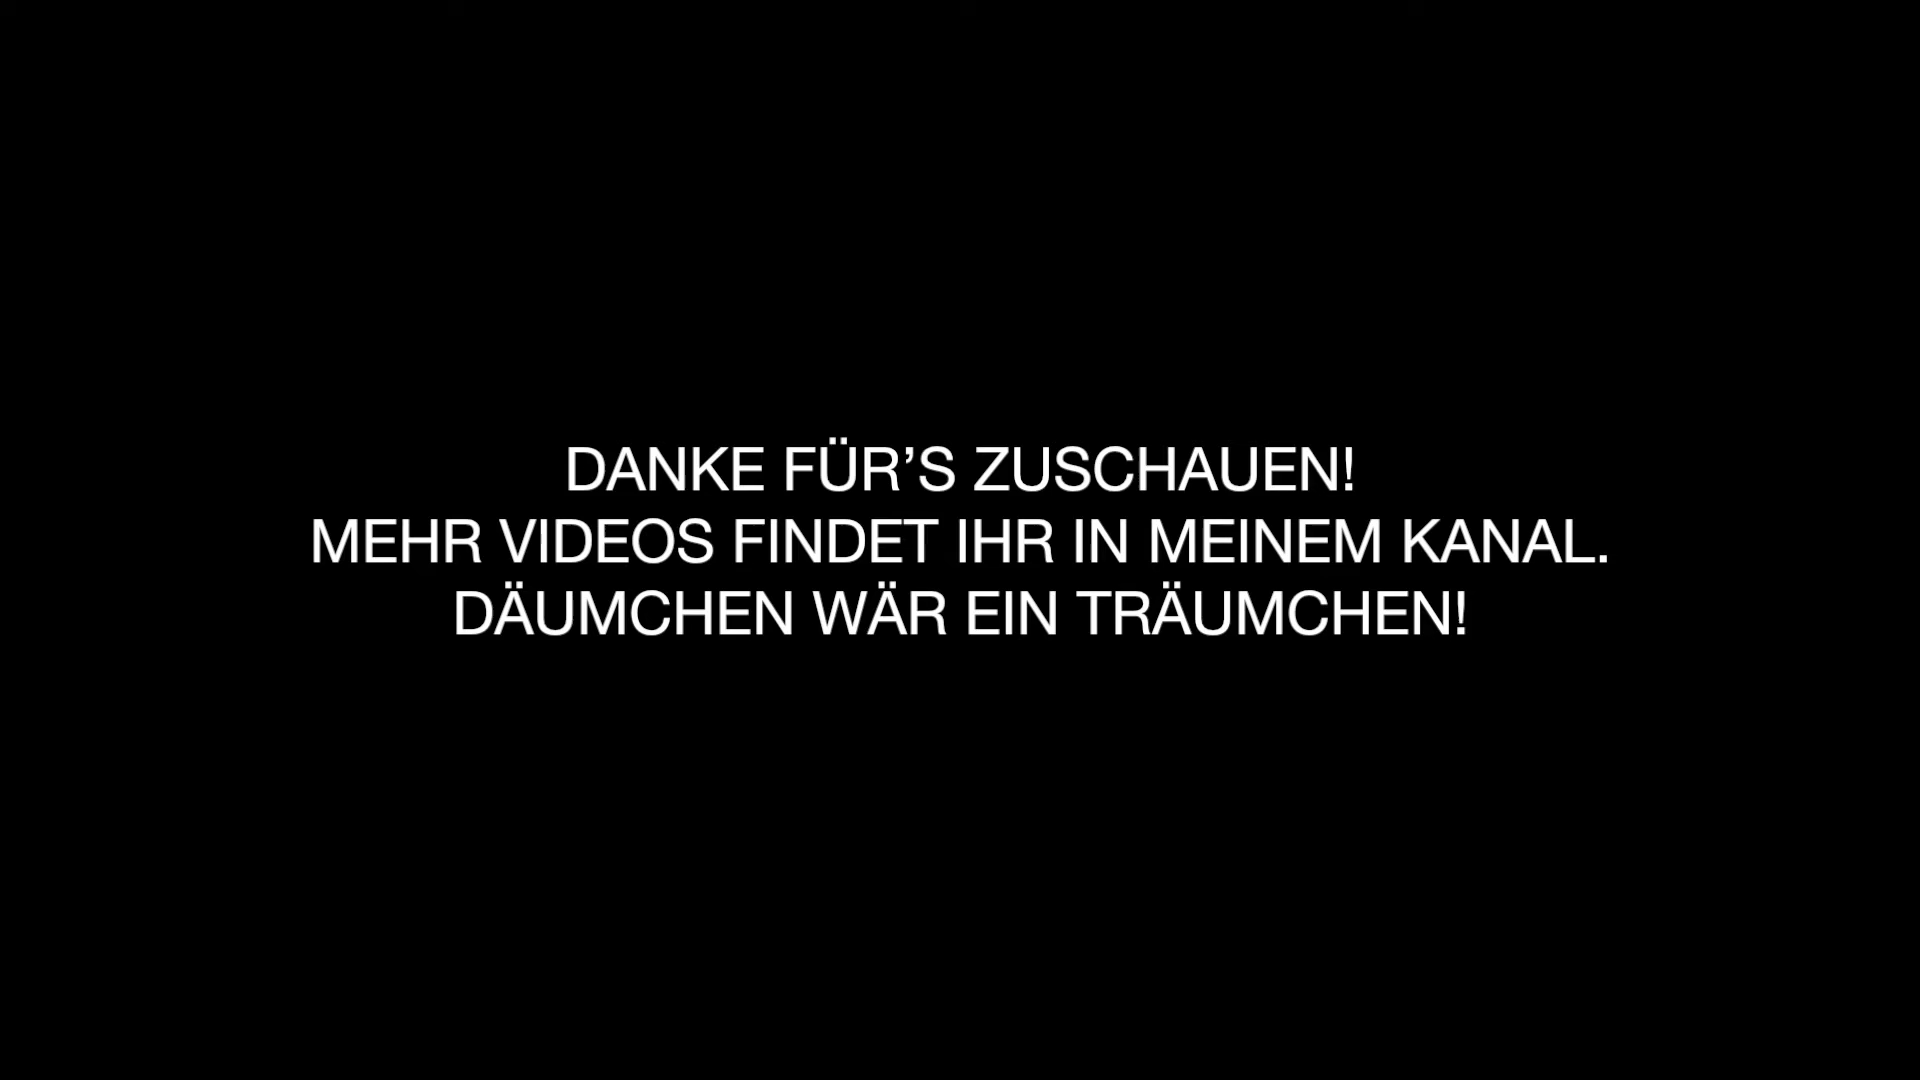 DANKE FÜR’S ZUSCHAUEN!
MEHR VIDEOS FINDET IHR IN MEINEM KANAL.
DÄUMCHEN WÄR EIN TRÄUMCHEN!